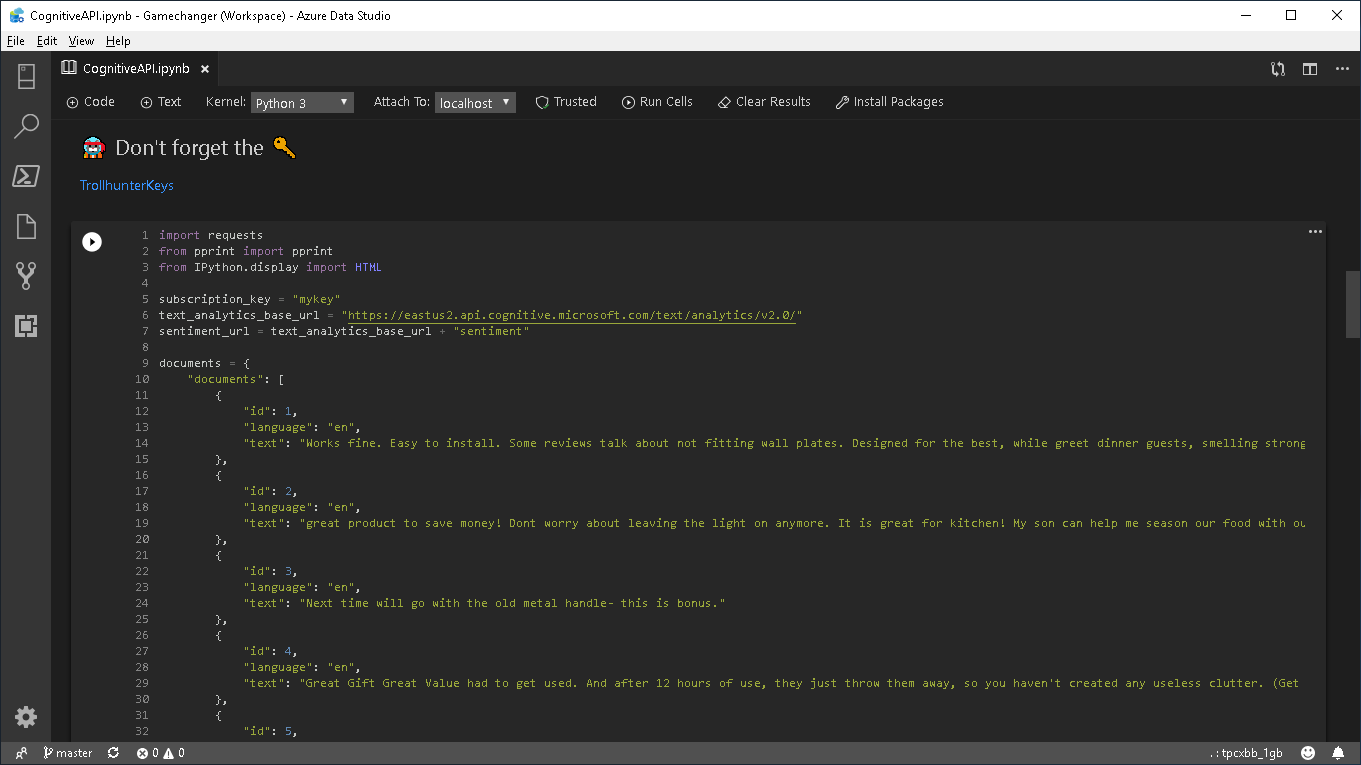 CognitiveAPI.ipynb - Gamechanger (Workspace) - Azure Data Studio
File Edit View Help
CognitiveAPI.ipynb
Code Text Kernel: Python 3 Attach To: localhost Trusted Run Cells Clear Results Install Packages
Don't forget the
TrollhunterKeys
1 import requests
2 from pprint import pprint
3 from IPython.display import HTML
4
5 subscription_key = "mykey"
6 text_analytics_base_url = "https://eastus2.api.cognitive.microsoft.com/text/analytics/v2.0/"
7 sentiment_url = text_analytics_base_url + "sentiment"
8
9 documents = {
10 "documents": [
11 {
12 "id": 1,
13 "language": "en",
14 "text": "Works fine. Easy to install. Some reviews talk about not fitting wall plates. Designed for the best, while greet dinner guests, smelling strong
15 },
16 {
17 "id": 2,
18 "language": "en",
19 "text": "great product to save money! Dont worry about leaving the light on anymore. It is great for kitchen! My son can help me season our food with ou
20 },
21 {
22 "id": 3,
23 "language": "en",
24 "text": "Next time will go with the old metal handle- this is bonus."
25 },
26 {
27 "id": 4,
28 "language": "en",
29 "text": "Great Gift Great Value had to get used. And after 12 hours of use, they just throw them away, so you haven't created any useless clutter. (Get
30 },
31 {
32 "id": 5,
master 0 0 . : tpcxbb_1gb